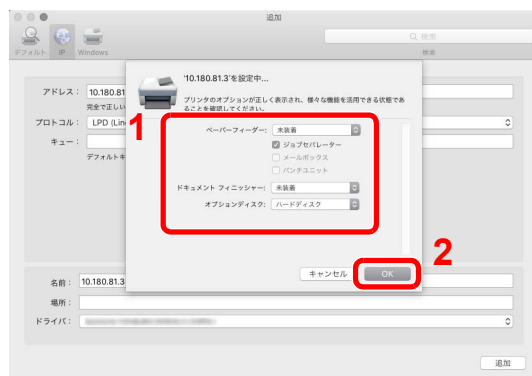 追加
検索
デフォルト IP Windows
検索
アドレス： 10.180.81
完全で正しい
プロトコル： LPD (Lin
キュー：
デフォルトキ
'10.180.81.3'を設定中...
プリンタのオプションが正しく表示され、様々な機能を活用できる状態であ
ることを確認してください。
1
ペーパーフィーダー: 未装着
ジョブセパレーター
メールボックス
パンチユニット
ドキュメント フィニッシャー: 未装着
オプションディスク: ハードディスク
2
キャンセル OK
名前： 10.180.81.3
場所：
ドライバ：
追加